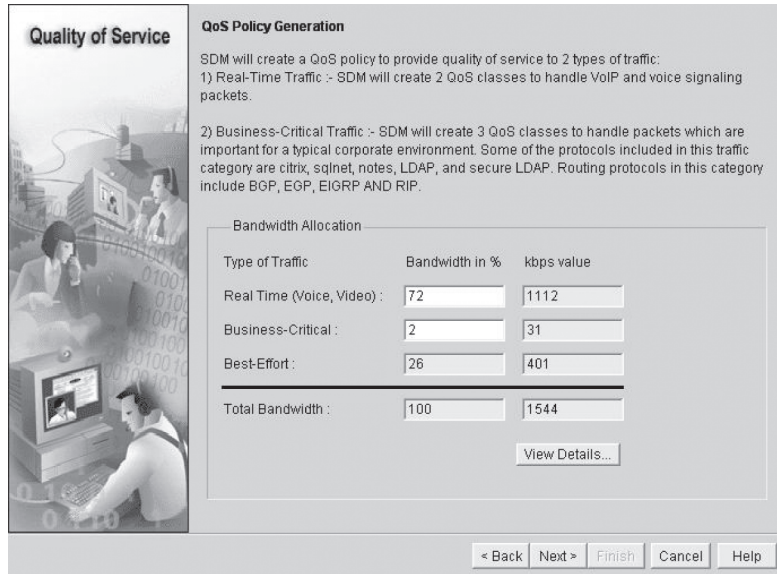 Quality of Service
QoS Policy Generation
SDM will create a QoS policy to provide quality of service to 2 types of traffic:
1) Real-Time Traffic :- SDM will create 2 QoS classes to handle VoIP and voice signaling
packets.
2) Business-Critical Traffic :- SDM will create 3 QoS classes to handle packets which are
important for a typical corporate environment. Some of the protocols included in this traffic
category are citrix, sqlnet, notes, LDAP, and secure LDAP. Routing protocols in this category
include BGP, EGP, EIGRP AND RIP.
Bandwidth Allocation
Type of Traffic Bandwidth in % kbps value
Real Time (Voice, Video) : 72 1112
Business-Critical : 2 31
Best-Effort : 26 401
Total Bandwidth : 100 1544
View Details...
< Back Next > Finish Cancel Help